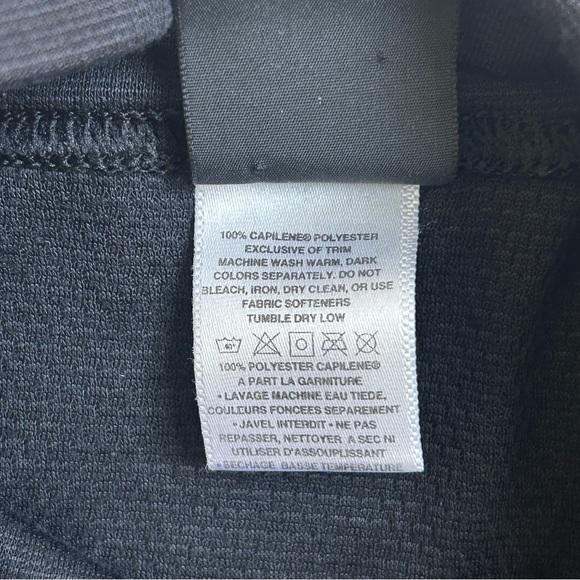 100% CAPILENE® POLYESTER
EXCLUSIVE OF TRIM
MACHINE WASH WARM, DARK
COLORS SEPARATELY. DO NOT
BLEACH, IRON, DRY CLEAN, OR USE
FABRIC SOFTENERS
TUMBLE DRY LOW
40°
100% POLYESTER CAPILENE®
A PART LA GARNITURE
• LAVAGE MACHINE EAU TIEDE,
COULEURS FONCEES SEPAREMENT
• JAVEL INTERDIT • NE PAS
REPASSER, NETTOYER A SEC NI
UTILISER D'ASSOUPLISSANT
• SECHAGE BASSE TEMPERATURE